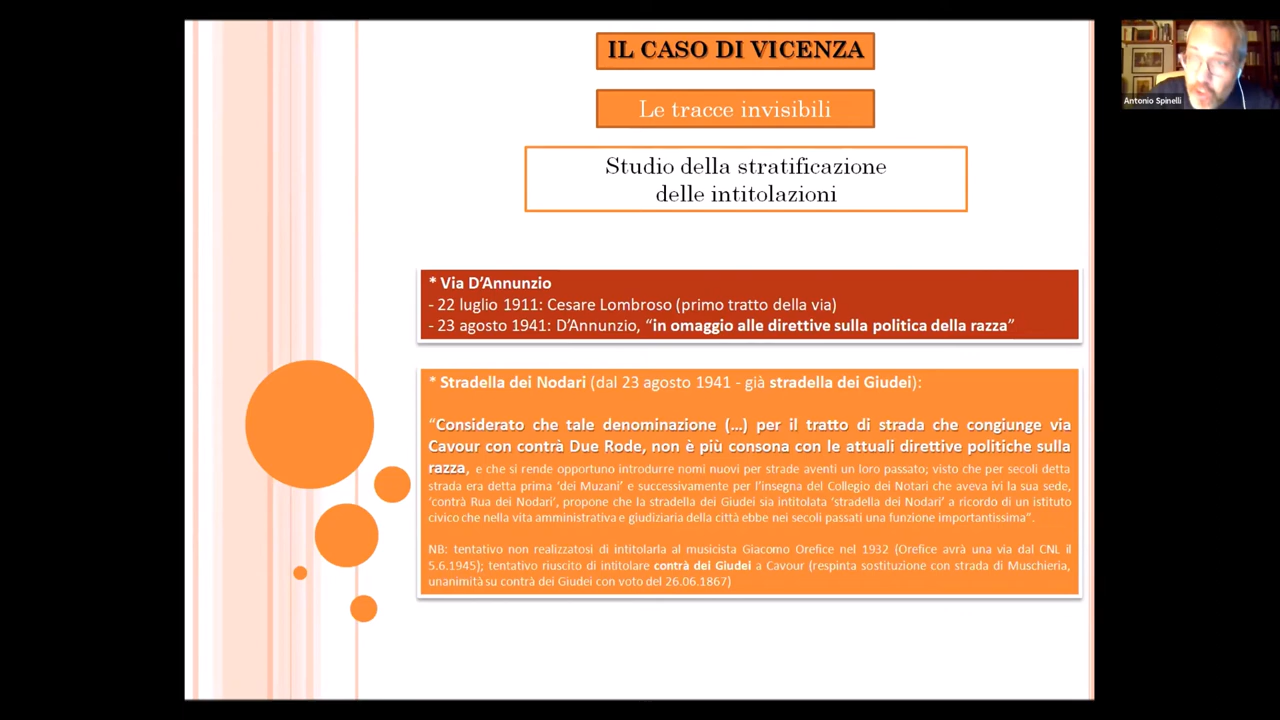 IL CASO DI VICENZA
Le tracce invisibili
Studio della stratificazione
delle intitolazioni
* Via D’Annunzio
- 22 luglio 1911: Cesare Lombroso (primo tratto della via)
- 23 agosto 1941: D’Annunzio, “in omaggio alle direttive sulla politica della razza”
* Stradella dei Nodari (dal 23 agosto 1941 - già stradella dei Giudei):
“Considerato che tale denominazione (…) per il tratto di strada che congiunge via
Cavour con contrà Due Rode, non è più consona con le attuali direttive politiche sulla
razza, e che si rende opportuno introdurre nomi nuovi per strade aventi un loro passato; visto che per secoli detta
strada era detta prima ‘dei Muzani’ e successivamente per l’insegna del Collegio dei Notari che aveva ivi la sua sede,
‘contrà Rua dei Nodari’, propone che la stradella dei Giudei sia intitolata ‘stradella dei Nodari’ a ricordo di un istituto
civico che nella vita amministrativa e giudiziaria della città ebbe nei secoli passati una funzione importantissima”.
NB: tentativo non realizzatosi di intitolarla al musicista Giacomo Orefice nel 1932 (Orefice avrà una via dal CNL il
5.6.1945); tentativo riuscito di intitolare contrà dei Giudei a Cavour (respinta sostituzione con strada di Muschieria,
unanimità su contrà dei Giudei con voto del 26.06.1867)
Antonio Spinelli